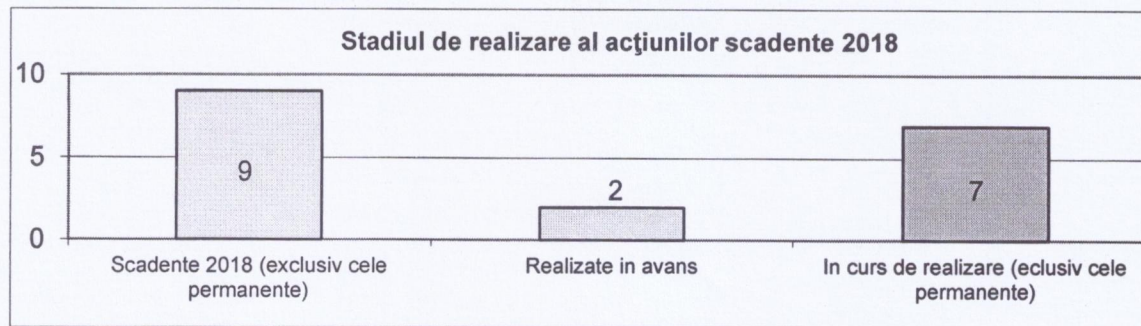 Stadiul de realizare al acţiunilor scadente 2018
10
5
0
9
2
7
Scadente 2018 (exclusiv cele
permanente)
Realizate in avans
In curs de realizare (eclusiv cele
permanente)